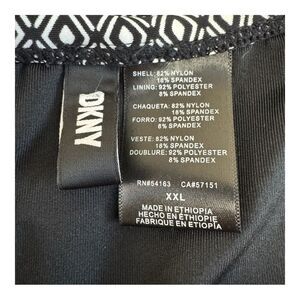 DKNY
SHELL: 82% NYLON
18% SPANDEX
LINING: 92% POLYESTER
8% SPANDEX
CHAQUETA: 82% NYLON
18% SPANDEX
FORRO: 92% POLYESTER
8% SPANDEX
VESTE: 82% NYLON
18% SPANDEX
DOUBLURE: 92% POLYESTER
8% SPANDEX
RN#54163 CA#57151
XXL
MADE IN ETHIOPIA
HECHO EN ETHIOPIE
FABRIQUE EN ETIOPÍA